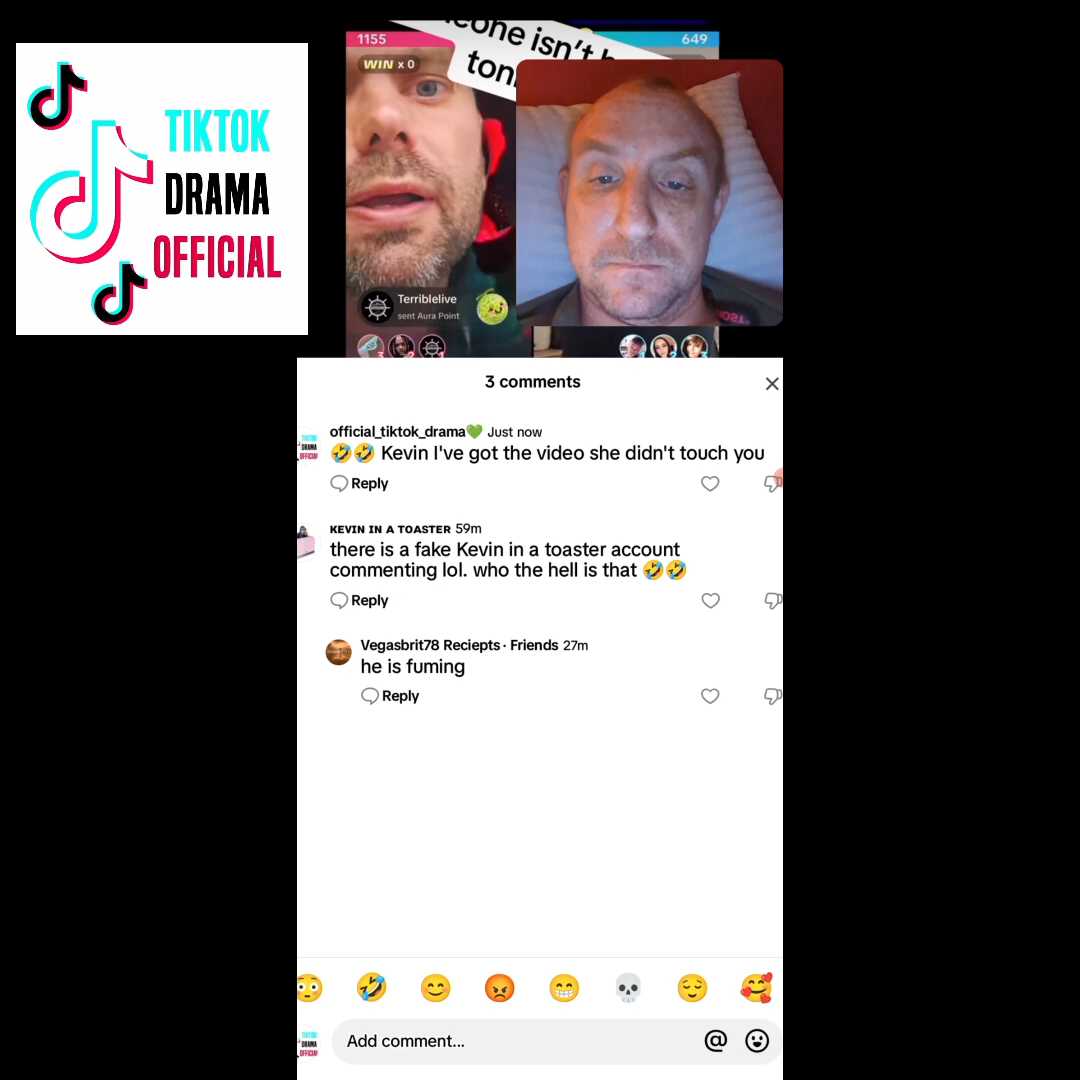 TIKTOK
DRAMA
OFFICIAL
1155
649
WIN x 0
isn't
Terriblelive
sent Aura Point
2021
3 comments
official_tiktok_drama💚 Just now
🤣🤣 Kevin I've got the video she didn't touch you
Reply
KEVIN IN A TOASTER 59m
there is a fake Kevin in a toaster account
commenting lol. who the hell is that 🤣🤣
Reply
Vegasbrit78 Reciepts · Friends 27m
he is fuming
Reply
Add comment...